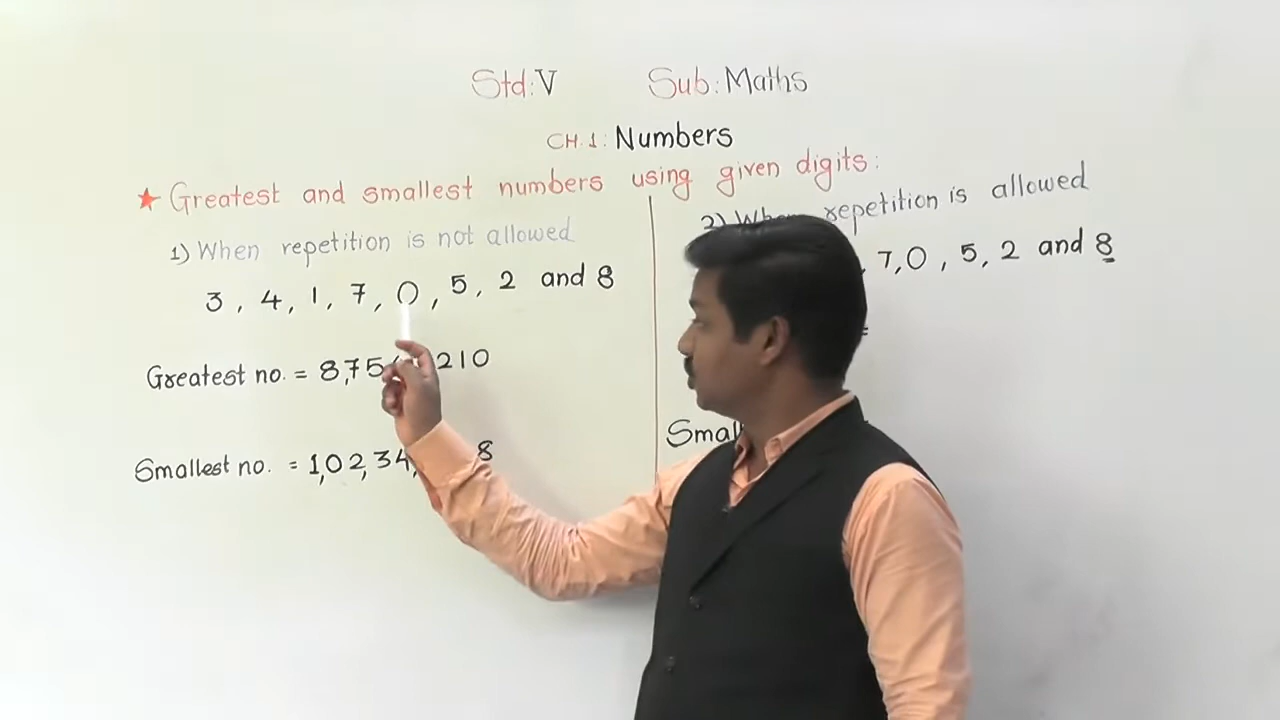 Std: V Sub: Maths
CH. 1: Numbers
★ Greatest and smallest numbers using given digits:
1) When repetition is not allowed
3, 4, 1, 7, 0, 5, 2 and 8
Greatest no. = 8,75 210
Smallest no. = 1,02,34, 8
2) When repetition is allowed
, 7, 0, 5, 2 and 8
Smal